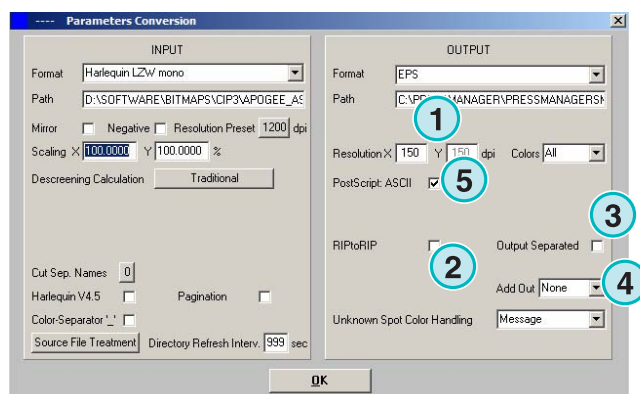 ---- Parameters Conversion
INPUT
Format Harlequin LZW mono
Path D:\SOFTWARE\BITMAPS\CIP3\APOGEE_AS
Mirror Negative Resolution Preset 1200 dpi
Scaling X 100.0000 Y 100.0000 %
Descreening Calculation Traditional
Cut Sep. Names 0
Harlequin V4.5 Pagination
Color-Separator '_'
Source File Treatment Directory Refresh Interv. 999 sec
OUTPUT
Format EPS
Path
1
Resolution X 150 Y 150 dpi Colors All
PostScript: ASCII 5
3
RIPtoRIP 2 Output Separated
Add Out None 4
Unknown Spot Color Handling Message
OK